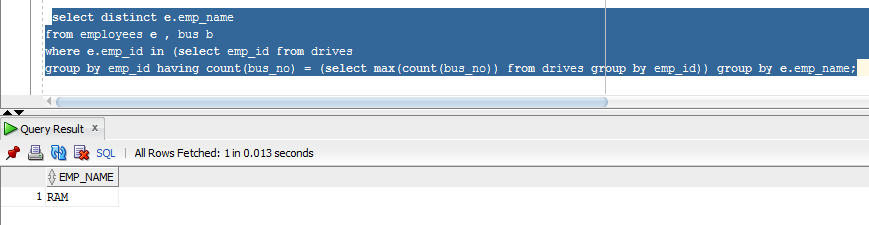 select distinct e.emp_name
from employees e , bus b
where e.emp_id in (select emp_id from drives
group by emp_id having count(bus_no) = (select max(count(bus_no)) from drives group by emp_id)) group by e.emp_name;
Query Result x
SQL | All Rows Fetched: 1 in 0.013 seconds
EMP_NAME
1 RAM